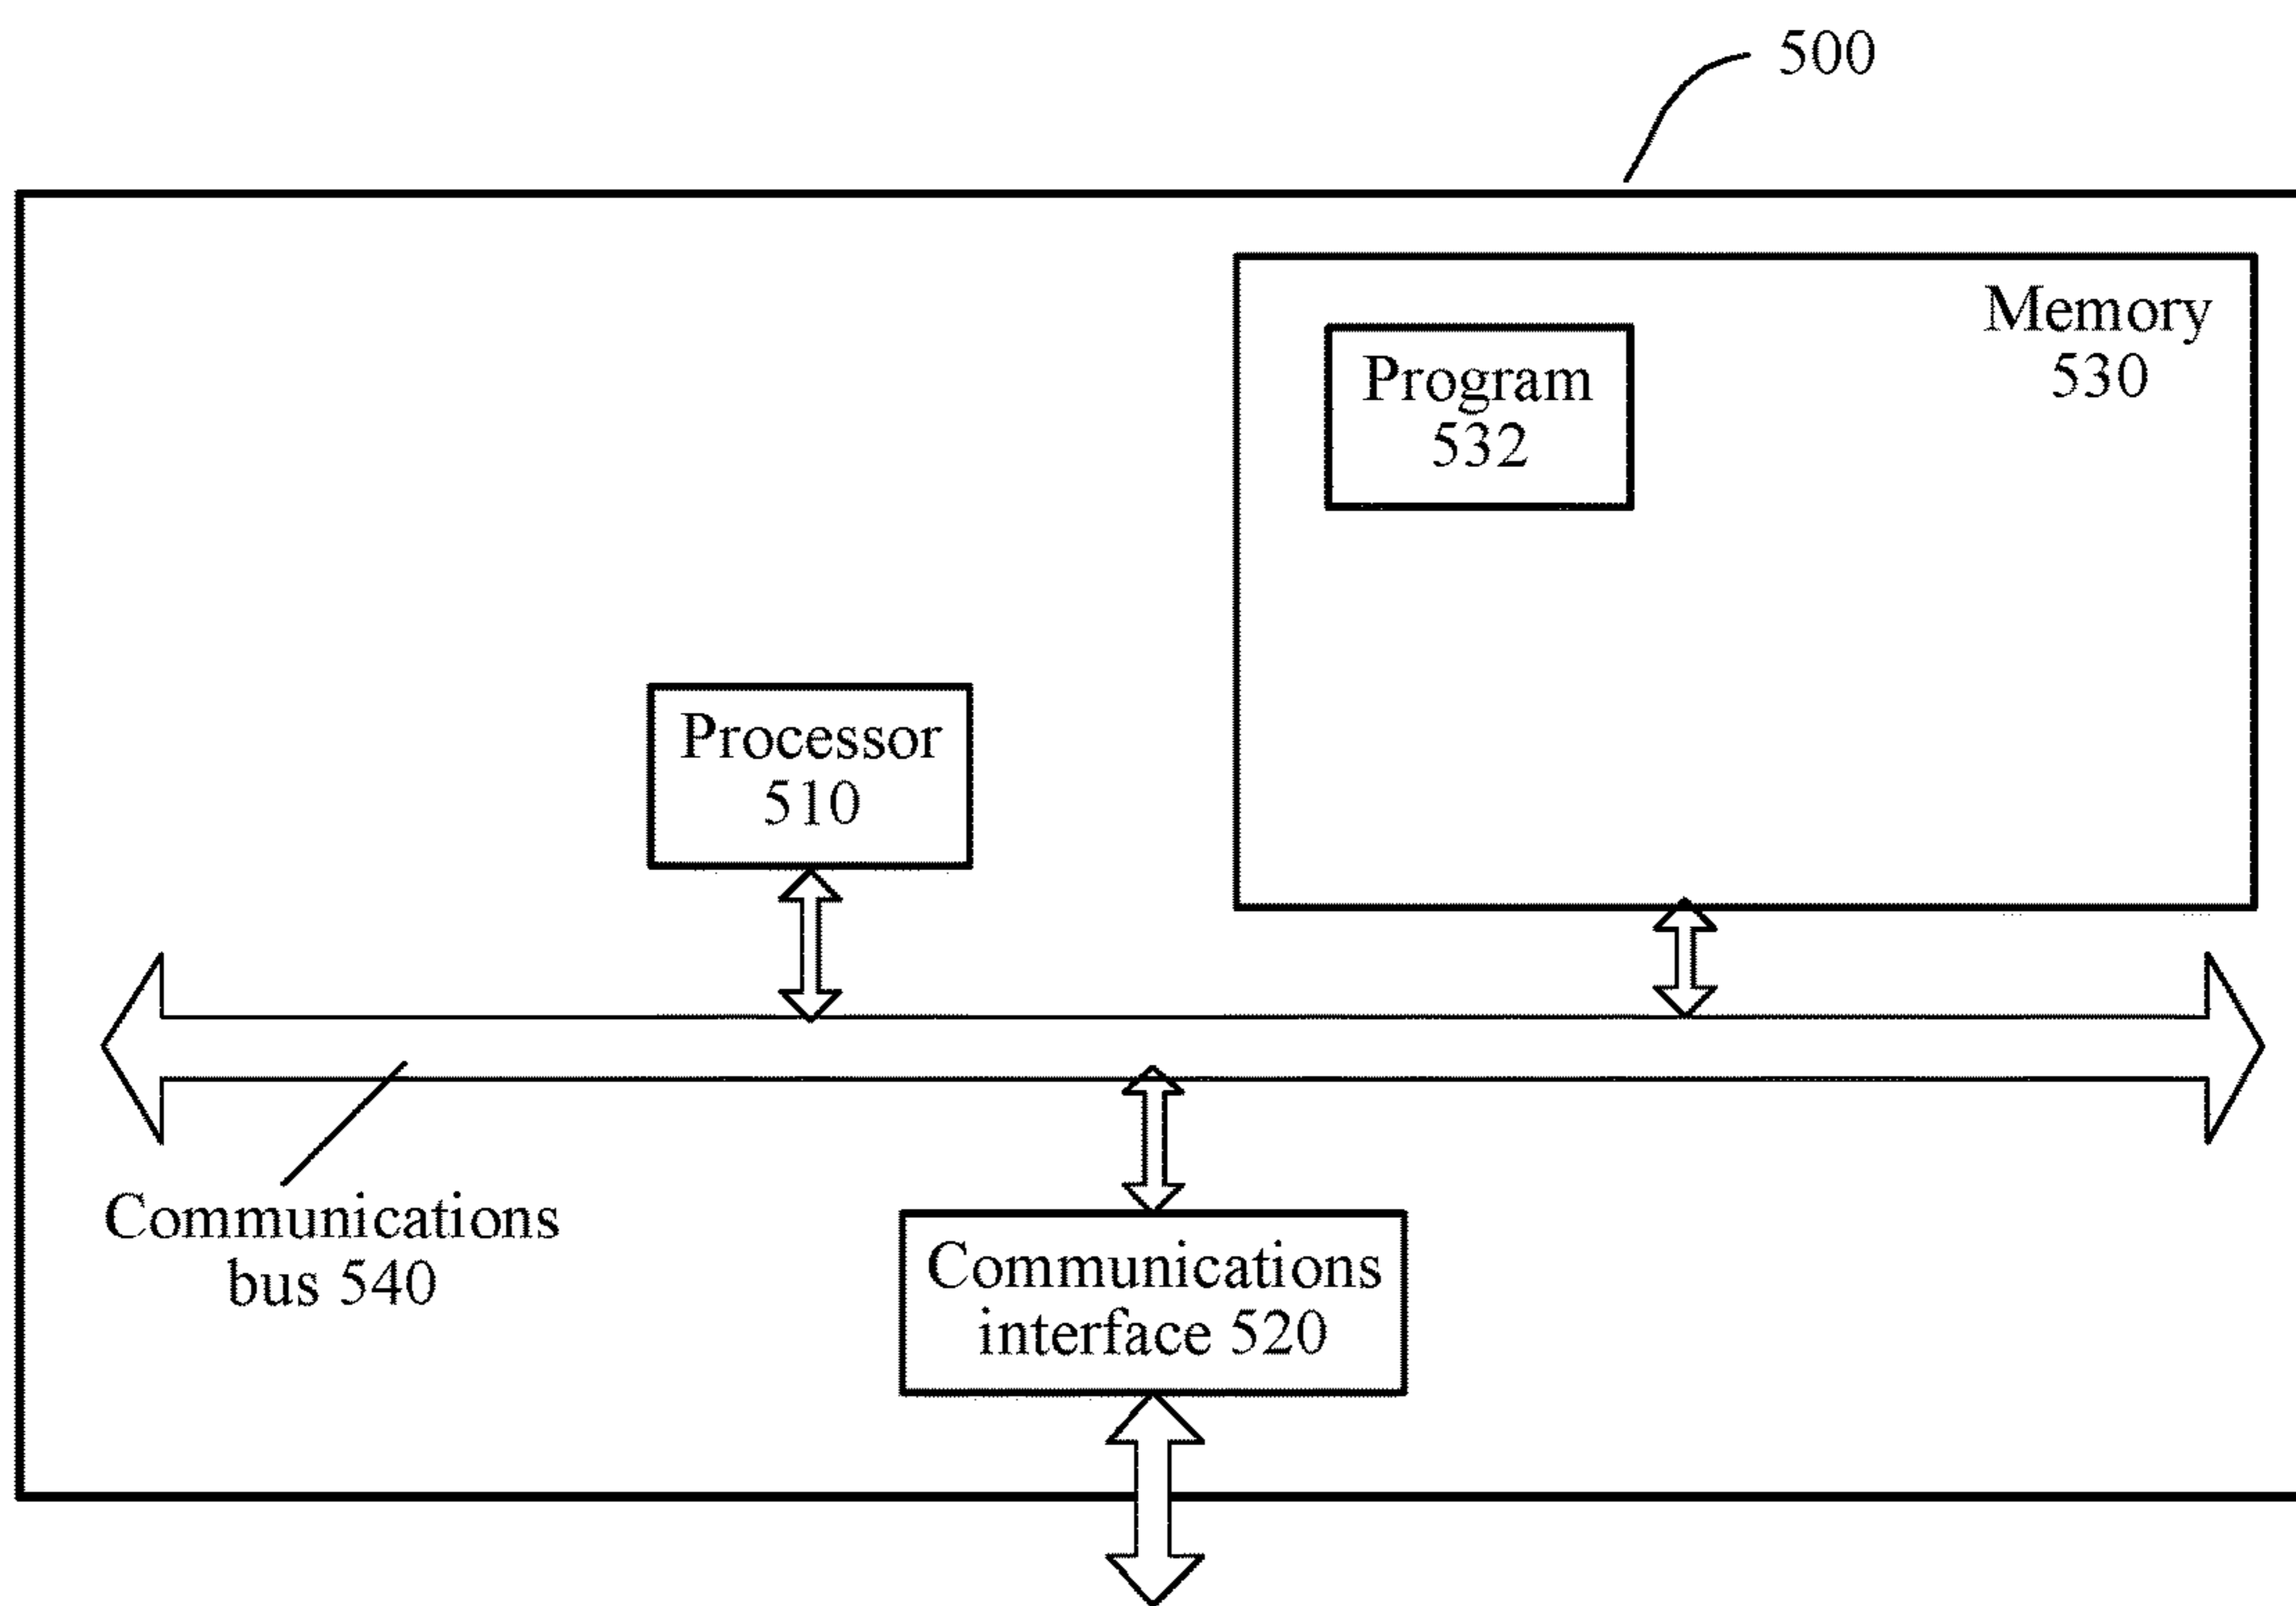 500
Memory
530
Program
532
Processor
510
Communications
bus 540
Communications
interface 520